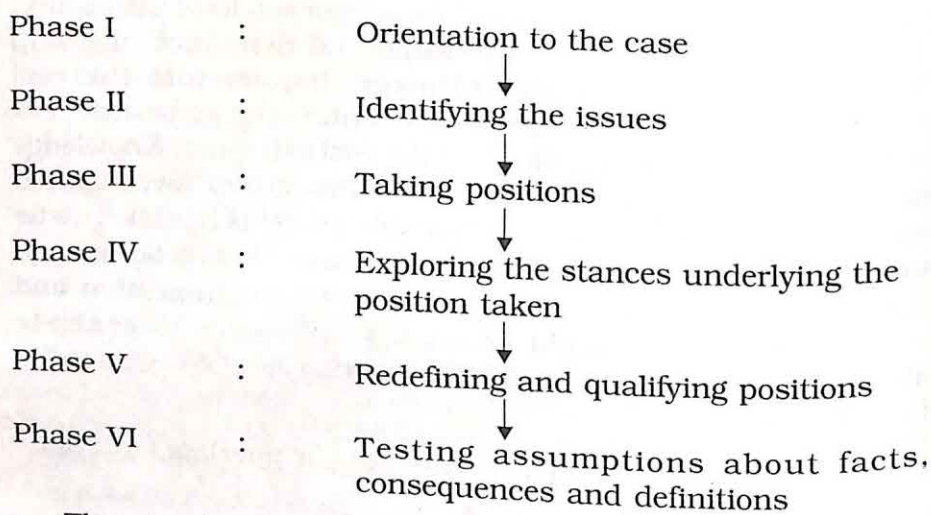 Phase I : Orientation to the case
Phase II : Identifying the issues
Phase III : Taking positions
Phase IV : Exploring the stances underlying the
position taken
Phase V : Redefining and qualifying positions
Phase VI : Testing assumptions about facts,
consequences and definitions